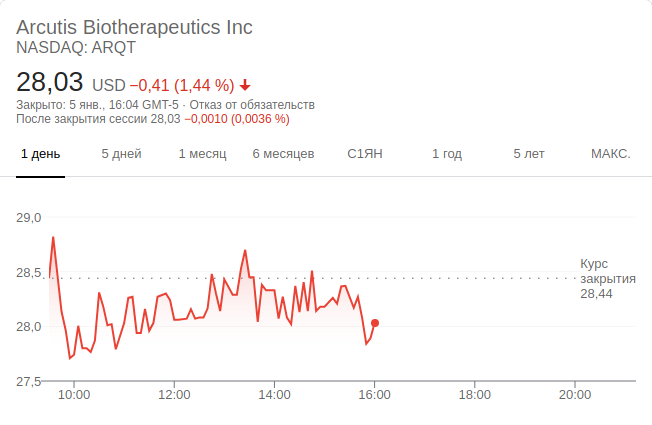 Arcutis Biotherapeutics Inc
NASDAQ: ARQT
28,03 USD −0,41 (1,44 %)
Закрыто: 5 янв., 16:04 GMT-5 · Отказ от обязательств
После закрытия сессии 28,03 −0,0010 (0,0036 %)
1 день 5 дней 1 месяц 6 месяцев С1ЯН 1 год 5 лет МАКС.
29,0
28,5
28,0
27,5
Курс
закрытия
28,44
10:00 12:00 14:00 16:00 18:00 20:00